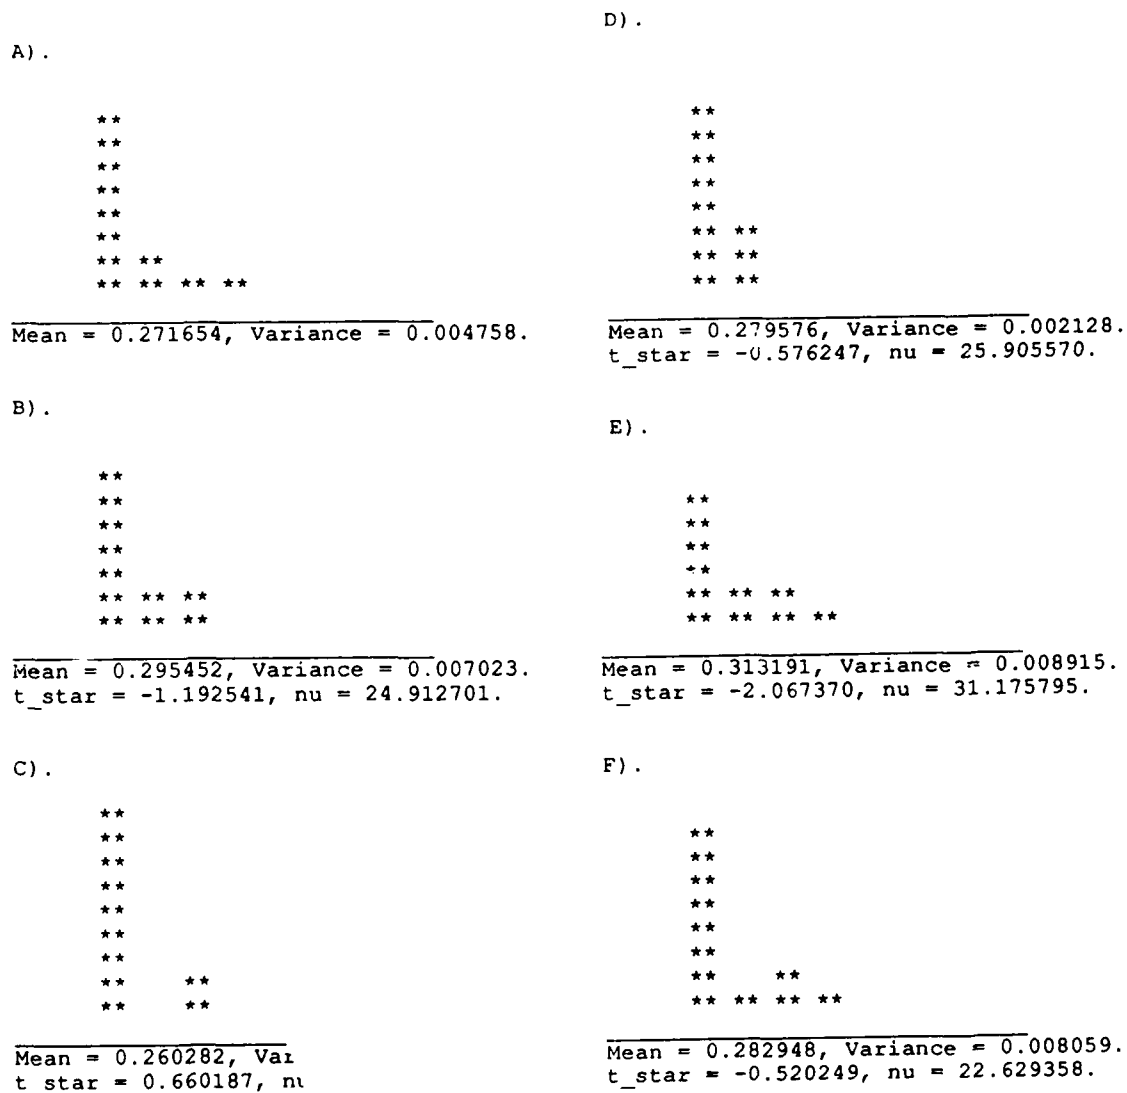 A).
Mean = 0.271654, Variance = 0.004758.
B).
Mean = 0.295452, Variance = 0.007023.
t_star = -1.192541, nu = 24.912701.
C).
Mean = 0.260282,
t star = 0.660187,
D).
Mean = 0.279576, Variance = 0.002128.
t_star = -0.576247, nu = 25.905570.
E).
Mean = 0.313191, Variance = 0.008915.
t_star = -2.067370, nu = 31.175795.
F).
Mean = 0.282948, Variance = 0.008059.
t_star = -0.520249, nu = 22.629358.